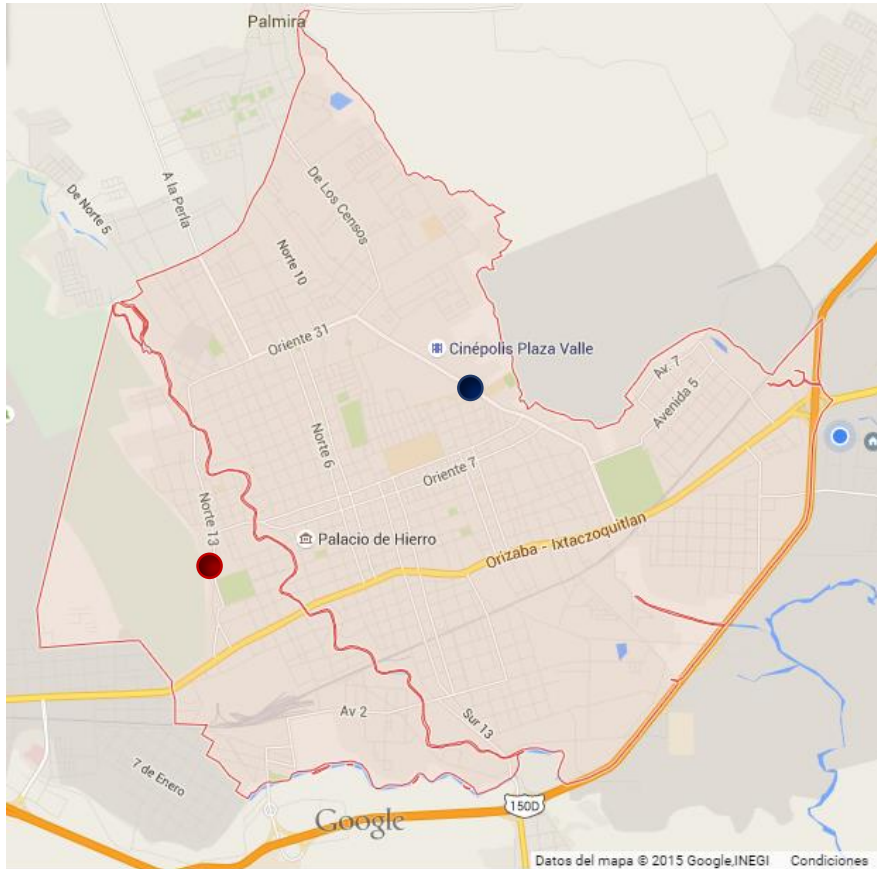 Palmira
De Norte 5
A la Perla
De Los Censos
Norte 10
Oriente 31
Cinépolis Plaza Valle
Av. 7
Avenida 5
Norte 6
Oriente 7
Norte 13
Palacio de Hierro
Orizaba - Ixtaczoquitlan
Av 2
Sur 13
7 de Enero
150D
Google
Datos del mapa © 2015 Google,INEGI Condiciones